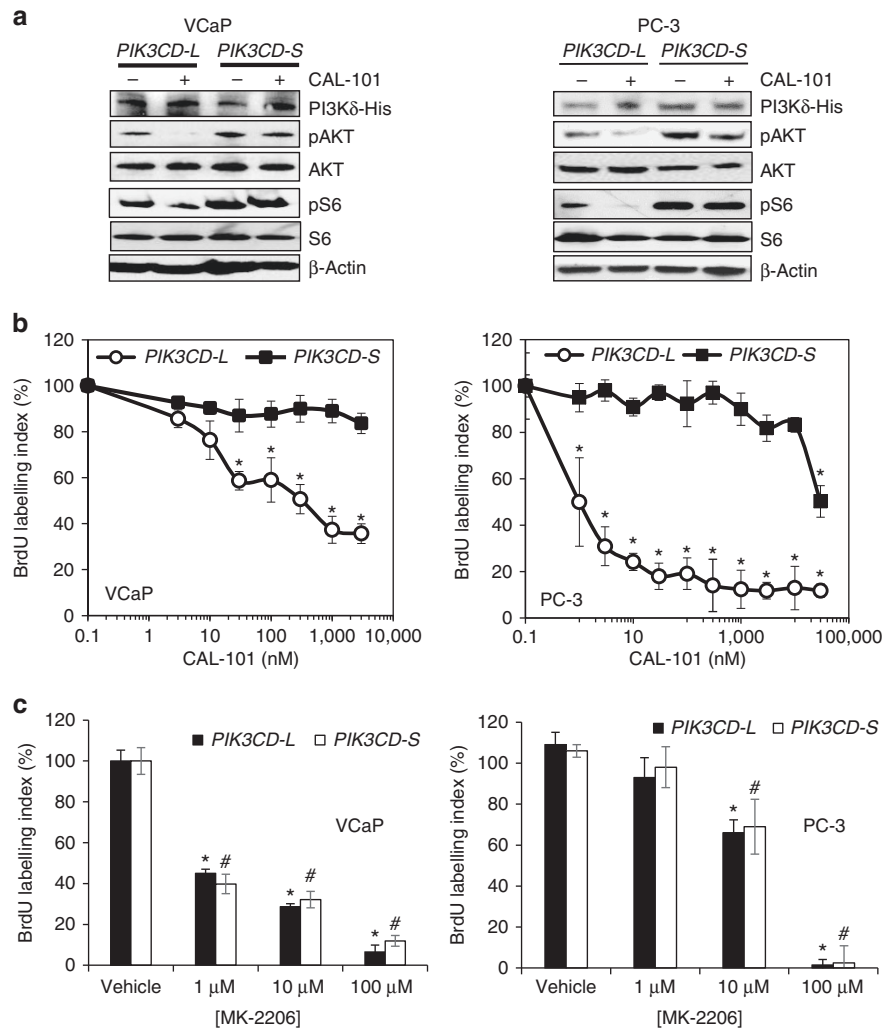 a
VCaP
PIK3CD-L PIK3CD-S
– + – + CAL-101
PI3Kδ-His
pAKT
AKT
pS6
S6
β-Actin
PC-3
PIK3CD-L PIK3CD-S
– + – + CAL-101
PI3Kδ-His
pAKT
AKT
pS6
S6
β-Actin
b
BrdU labelling index (%)
120
100
80
60
40
20
0
PIK3CD-L PIK3CD-S
* * * * *
VCaP
0.1 1 10 100 1,000 10,000
CAL-101 (nM)
BrdU labelling index (%)
120
100
80
60
40
20
0
PIK3CD-L PIK3CD-S
*
* * * * * * * * * *
PC-3
0.1 10 1,000 100,000
CAL-101 (nM)
c
BrdU labelling index (%)
120
100
80
60
40
20
0
PIK3CD-L PIK3CD-S
VCaP
* #
* #
* #
Vehicle 1 μM 10 μM 100 μM
[MK-2206]
BrdU labelling index (%)
120
100
80
60
40
20
0
PIK3CD-L PIK3CD-S
PC-3
* #
* #
Vehicle 1 μM 10 μM 100 μM
[MK-2206]